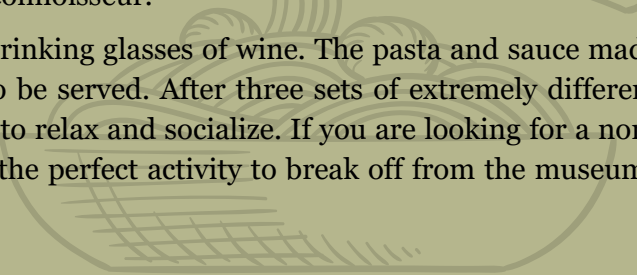 connoisseur.
rinking glasses of wine. The pasta and sauce mad
o be served. After three sets of extremely differen
to relax and socialize. If you are looking for a non
the perfect activity to break off from the museum